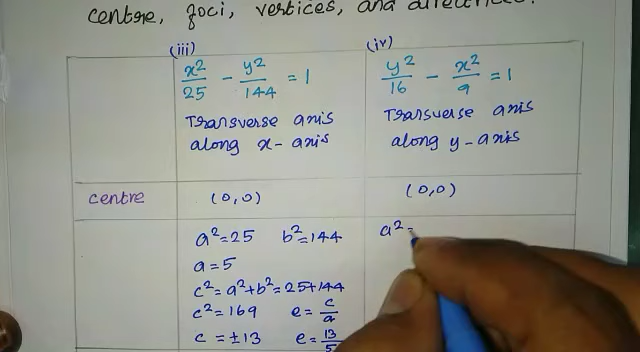 centre, foci, vertices, and directrices.
(iii) (iv)
x²/25 - y²/144 = 1
y²/16 - x²/9 = 1
Transverse axis along x-axis
Transverse axis along y-axis
centre (0,0) (0,0)
a²=25 b²=144
a²=
a=5
c²=a²+b²=25+144
c²=169 e=c/a
c=±13 e=13/5